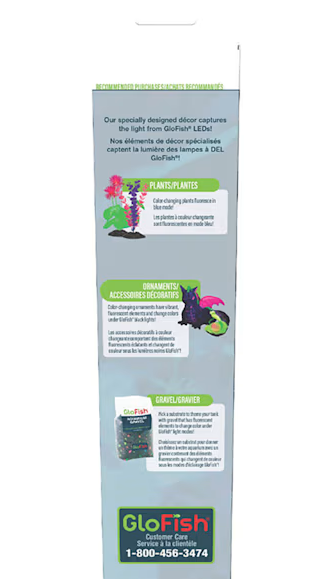 RECOMMENDED PURCHASES/ACHATS RECOMMANDÉS
Our specially designed décor captures
the light from GloFish® LEDs!
Nos éléments de décor spécialisés
captent la lumière des lampes à DEL
GloFish®!
PLANTS/PLANTES
Color-changing plants fluoresce in
blue mode!
Les plantes à couleur changeante
sont fluorescentes en mode bleu!
ORNAMENTS/
ACCESSOIRES DÉCORATIFS
Color-changing ornaments have vibrant,
fluorescent elements and change colors
under GloFish® black lights!
Les accessoires décoratifs à couleur
changeante comportent des éléments
fluorescents éclatants et changent de
couleur sous les lumières noires GloFish®!
GRAVEL/GRAVIER
Pick a substrate to theme your tank
with gravel that has fluorescent
elements to change color under
GloFish® light modes!
Choisissez un substrat pour donner
un thème à votre aquarium avec un
gravier contenant des éléments
fluorescents qui changent de couleur
sous les modes d'éclairage GloFish®!
GloFish
AQUARIUM
GRAVEL
GloFish®
Customer Care
Service à la clientèle
1-800-456-3474